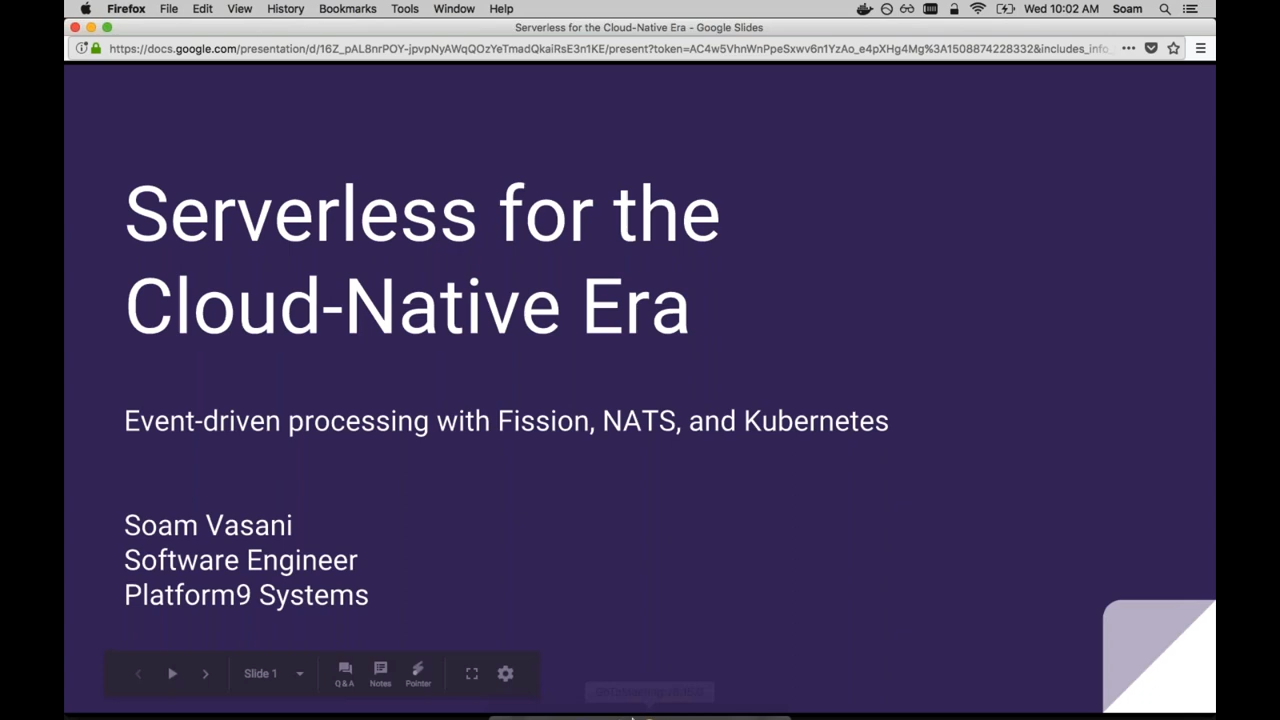 Firefox File Edit View History Bookmarks Tools Window Help Wed 10:02 AM Soam
Serverless for the Cloud-Native Era - Google Slides
https://docs.google.com/presentation/d/16Z_pAL8nrPOY-jpvpNyAWqQOzYeTmadQkaiRsE3n1KE/present?token=AC4w5VhnWnPpeSxwv6n1YzAo_e4pXHg4Mg%3A1508874228332&includes_info_
Serverless for the
Cloud-Native Era
Event-driven processing with Fission, NATS, and Kubernetes
Soam Vasani
Software Engineer
Platform9 Systems
Slide 1 Q&A Notes Pointer